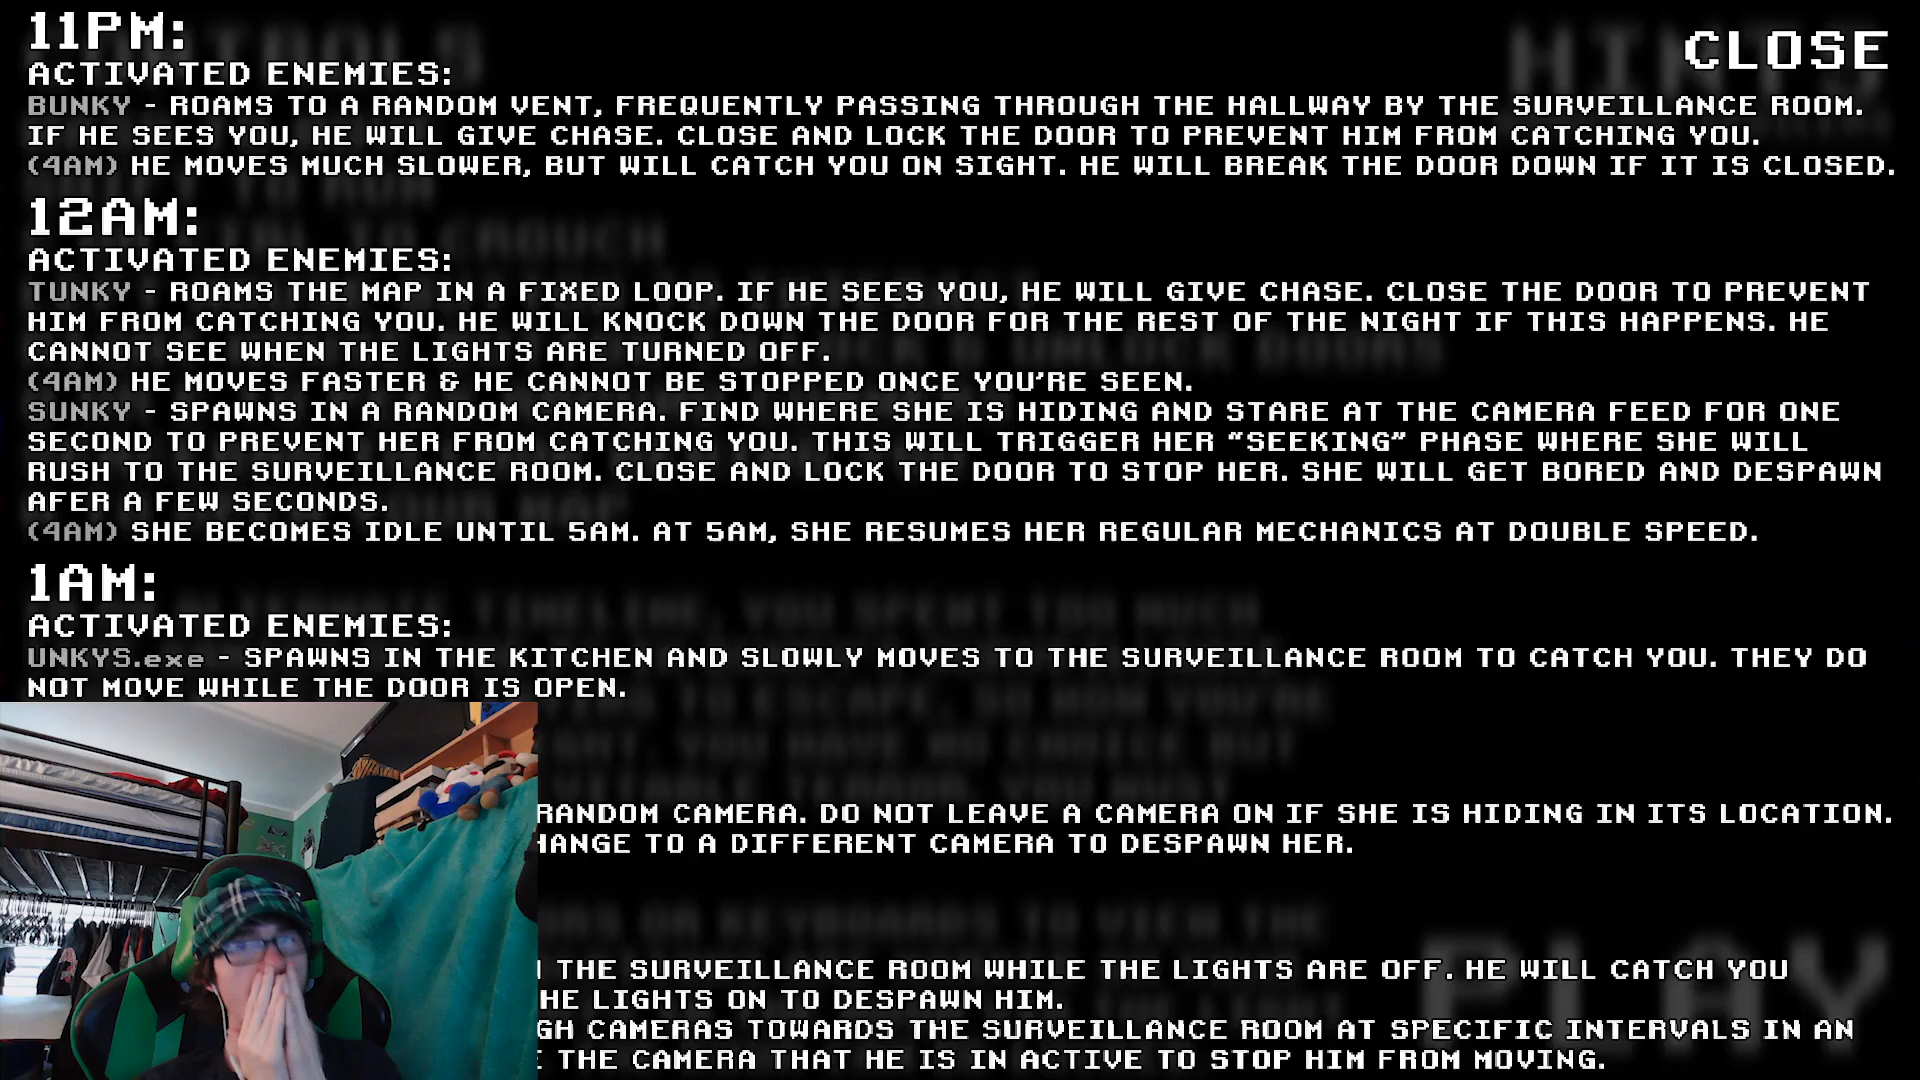 11PM:
CLOSE
ACTIVATED ENEMIES:
BUNKY - ROAMS TO A RANDOM VENT, FREQUENTLY PASSING THROUGH THE HALLWAY BY THE SURVEILLANCE ROOM.
IF HE SEES YOU, HE WILL GIVE CHASE. CLOSE AND LOCK THE DOOR TO PREVENT HIM FROM CATCHING YOU.
(4AM) HE MOVES MUCH SLOWER, BUT WILL CATCH YOU ON SIGHT. HE WILL BREAK THE DOOR DOWN IF IT IS CLOSED.
12AM:
ACTIVATED ENEMIES:
TUNKY - ROAMS THE MAP IN A FIXED LOOP. IF HE SEES YOU, HE WILL GIVE CHASE. CLOSE THE DOOR TO PREVENT
HIM FROM CATCHING YOU. HE WILL KNOCK DOWN THE DOOR FOR THE REST OF THE NIGHT IF THIS HAPPENS. HE
CANNOT SEE WHEN THE LIGHTS ARE TURNED OFF.
(4AM) HE MOVES FASTER & HE CANNOT BE STOPPED ONCE YOU'RE SEEN.
SUNKY - SPAWNS IN A RANDOM CAMERA. FIND WHERE SHE IS HIDING AND STARE AT THE CAMERA FEED FOR ONE
SECOND TO PREVENT HER FROM CATCHING YOU. THIS WILL TRIGGER HER "SEEKING" PHASE WHERE SHE WILL
RUSH TO THE SURVEILLANCE ROOM. CLOSE AND LOCK THE DOOR TO STOP HER. SHE WILL GET BORED AND DESPAWN
AFER A FEW SECONDS.
(4AM) SHE BECOMES IDLE UNTIL 5AM. AT 5AM, SHE RESUMES HER REGULAR MECHANICS AT DOUBLE SPEED.
1AM:
ACTIVATED ENEMIES:
UNKYS.exe - SPAWNS IN THE KITCHEN AND SLOWLY MOVES TO THE SURVEILLANCE ROOM TO CATCH YOU. THEY DO
NOT MOVE WHILE THE DOOR IS OPEN.
RANDOM CAMERA. DO NOT LEAVE A CAMERA ON IF SHE IS HIDING IN ITS LOCATION.
HANGE TO A DIFFERENT CAMERA TO DESPAWN HER.
THE SURVEILLANCE ROOM WHILE THE LIGHTS ARE OFF. HE WILL CATCH YOU
HE LIGHTS ON TO DESPAWN HIM.
GH CAMERAS TOWARDS THE SURVEILLANCE ROOM AT SPECIFIC INTERVALS IN AN
THE CAMERA THAT HE IS IN ACTIVE TO STOP HIM FROM MOVING.
PLAY